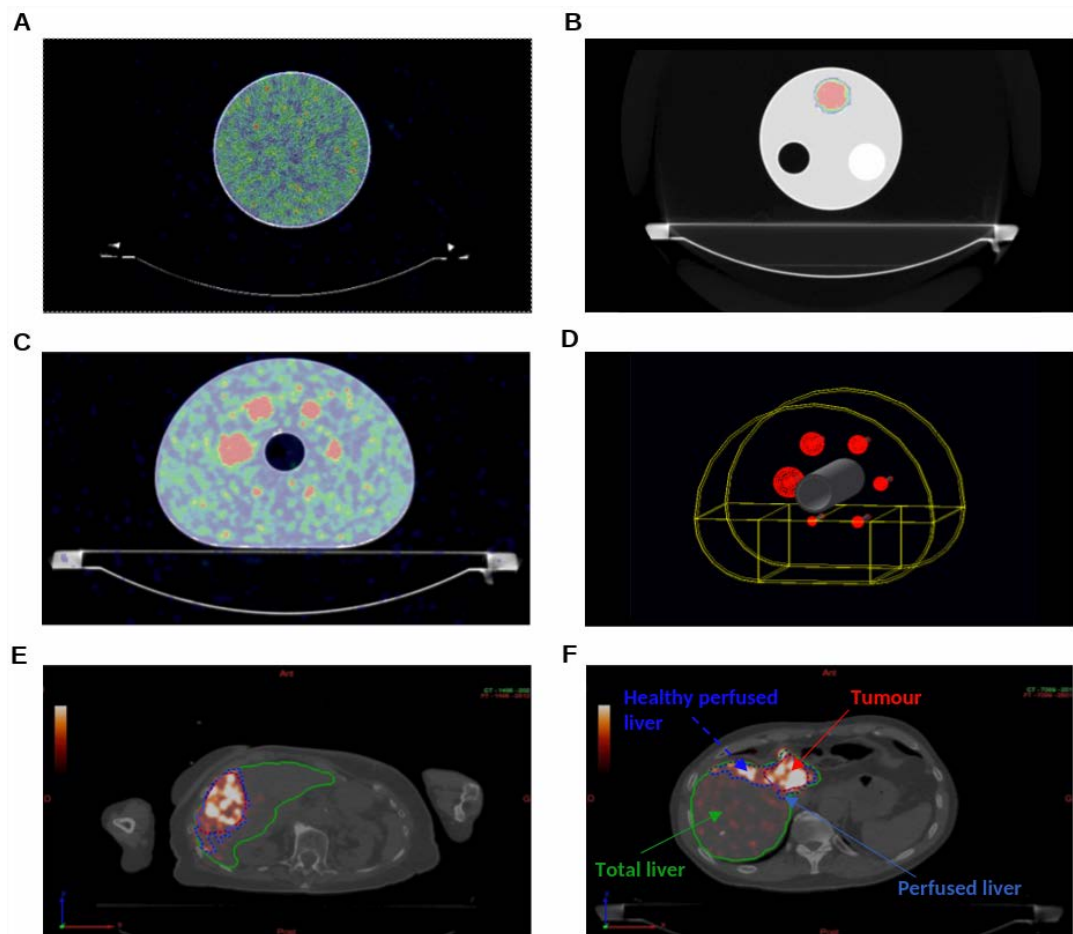 A
B
C
D
E
F
Ant
Ant
Healthy perfused
liver
Tumour
Total liver
Perfused liver